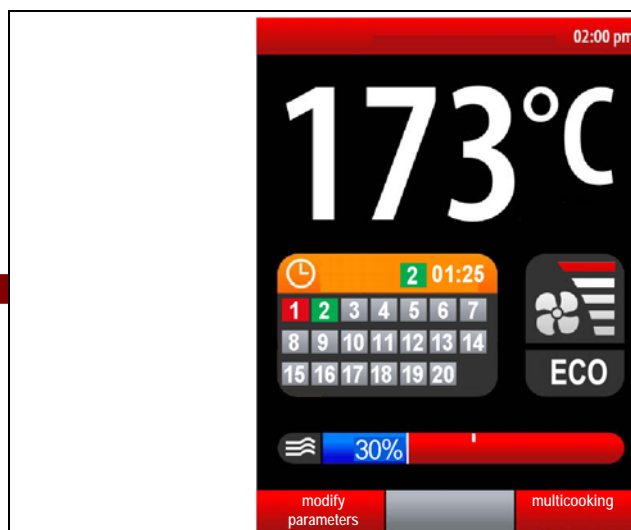 02:00 pm
173°C
2 01:25
1 2 3 4 5 6 7
8 9 10 11 12 13 14
15 16 17 18 19 20
ECO
30%
modify
parameters
multicooking